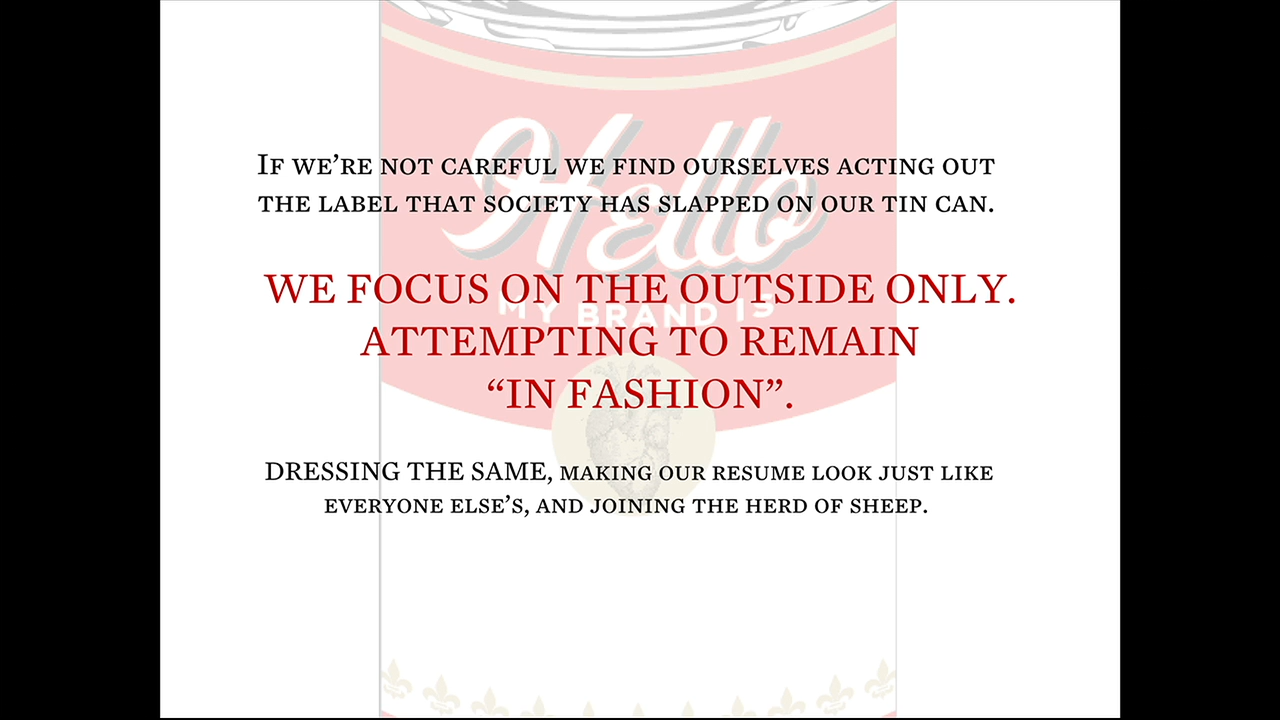 Hello
MY BRAND IS
If we're not careful we find ourselves acting out
the label that society has slapped on our tin can.
WE FOCUS ON THE OUTSIDE ONLY.
ATTEMPTING TO REMAIN
“IN FASHION”.
DRESSING THE SAME, making our resume look just like
everyone else's, and joining the herd of sheep.